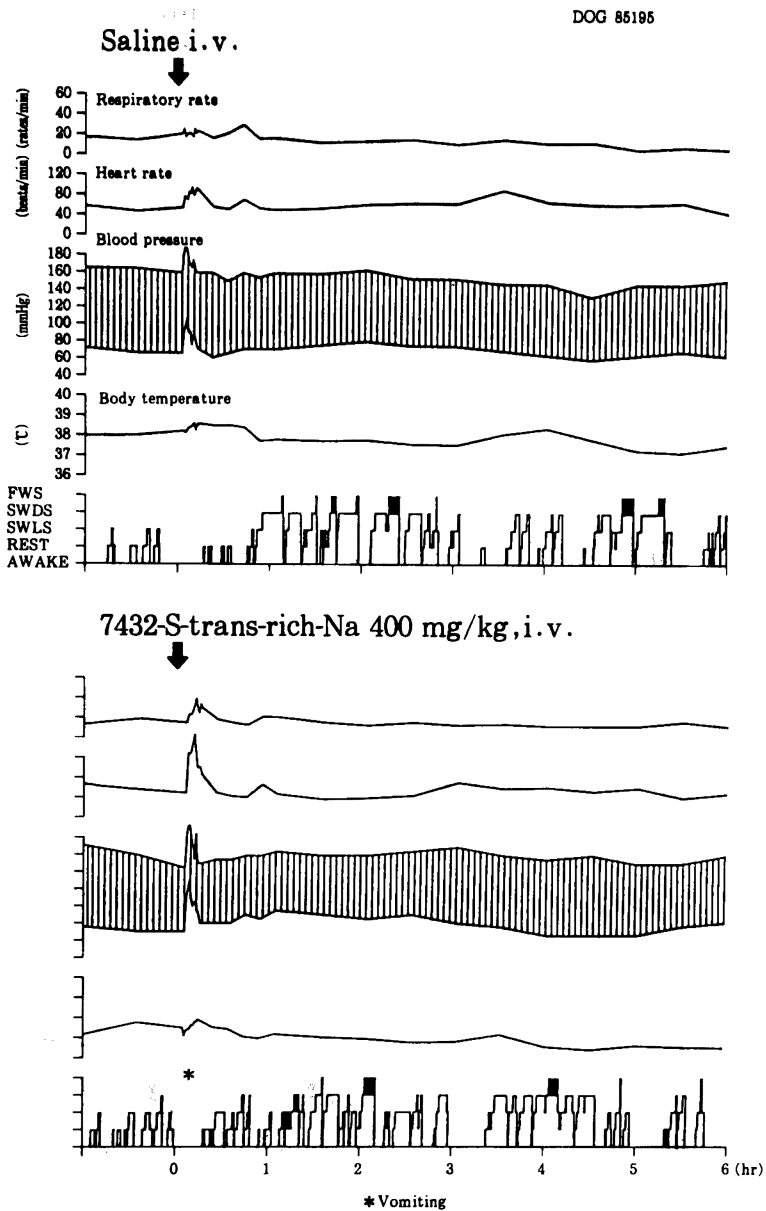 DOG 85195
Saline i.v.
Respiratory rate
(rates/min)
60
40
20
0
Heart rate
(beats/min)
120
80
40
0
Blood pressure
(mmHg)
180
160
140
120
100
80
60
40
Body temperature
(℃)
40
39
38
37
36
FWS
SWDS
SWLS
REST
AWAKE
7432-S-trans-rich-Na 400 mg/kg, i.v.
*
0 1 2 3 4 5 6 (hr)
* Vomiting